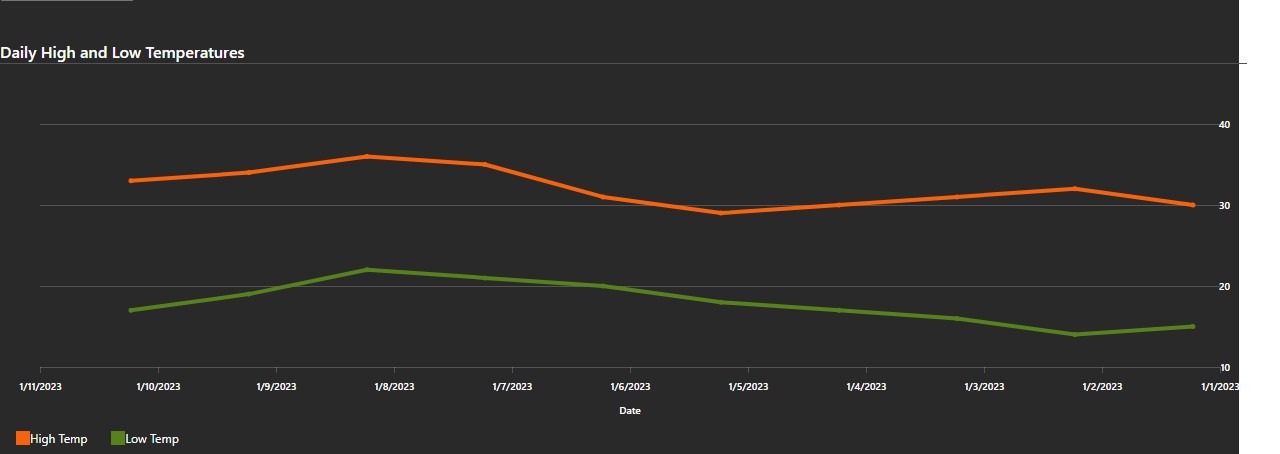 Daily High and Low Temperatures
40
30
20
10
1/11/2023 1/10/2023 1/9/2023 1/8/2023 1/7/2023 1/6/2023 1/5/2023 1/4/2023 1/3/2023 1/2/2023 1/1/2023
Date
High Temp Low Temp